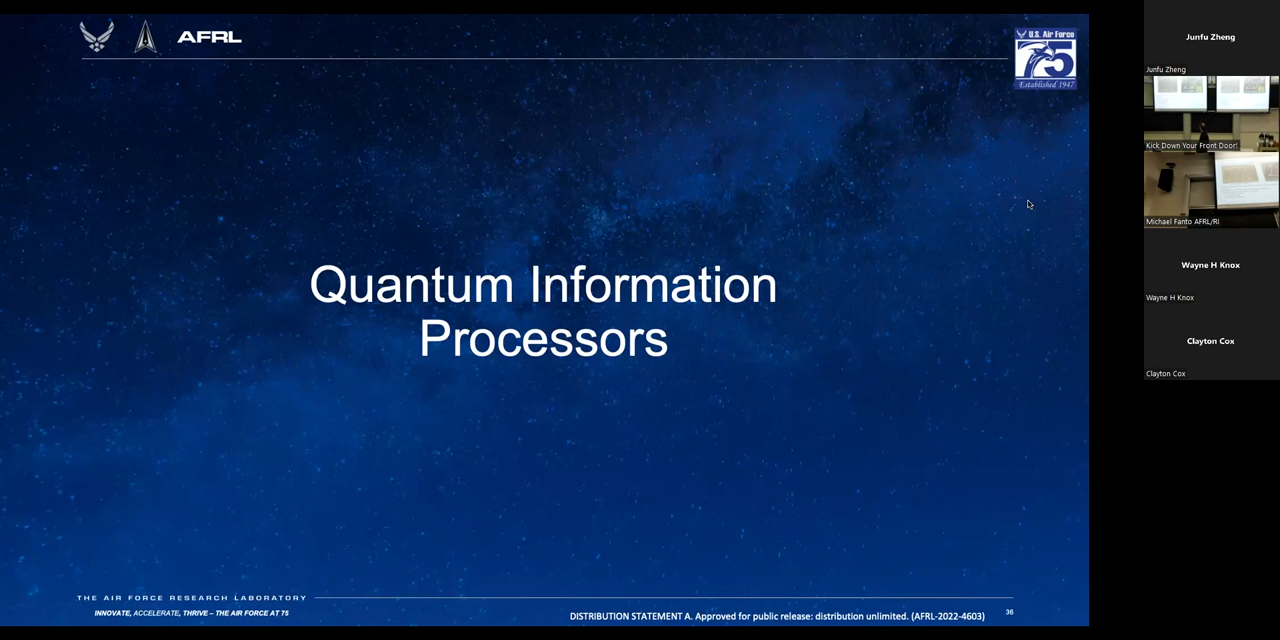 AFRL
U.S. Air Force
75
Established 1947
Quantum Information
Processors
THE AIR FORCE RESEARCH LABORATORY
INNOVATE, ACCELERATE, THRIVE – THE AIR FORCE AT 75
DISTRIBUTION STATEMENT A. Approved for public release: distribution unlimited. (AFRL-2022-4603)
36
Junfu Zheng
Junfu Zheng
Kick Down Your Front Door!
Michael Fanto AFRL/RI
Wayne H Knox
Wayne H Knox
Clayton Cox
Clayton Cox